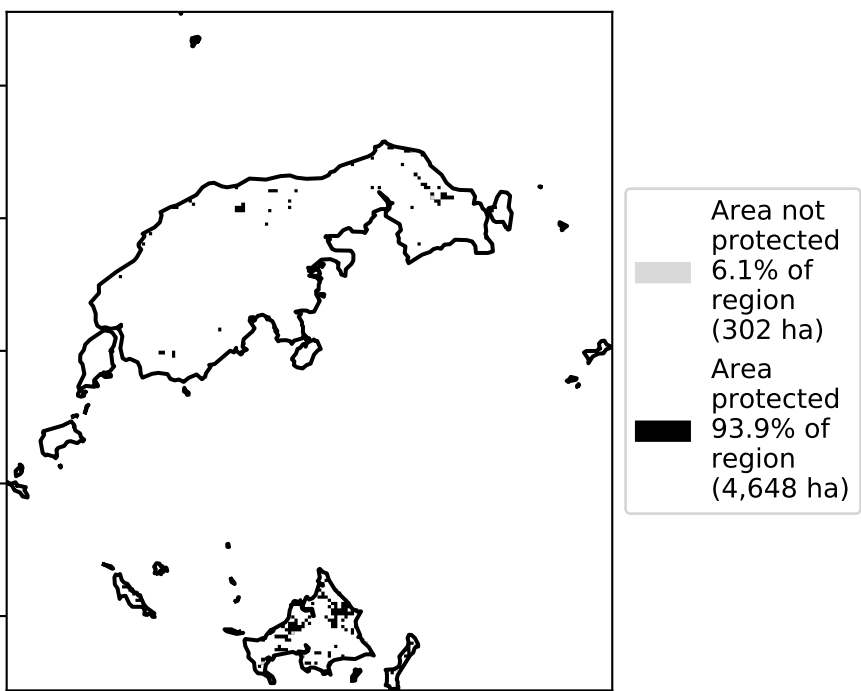 Area not
protected
6.1% of
region
(302 ha)
Area
protected
93.9% of
region
(4,648 ha)